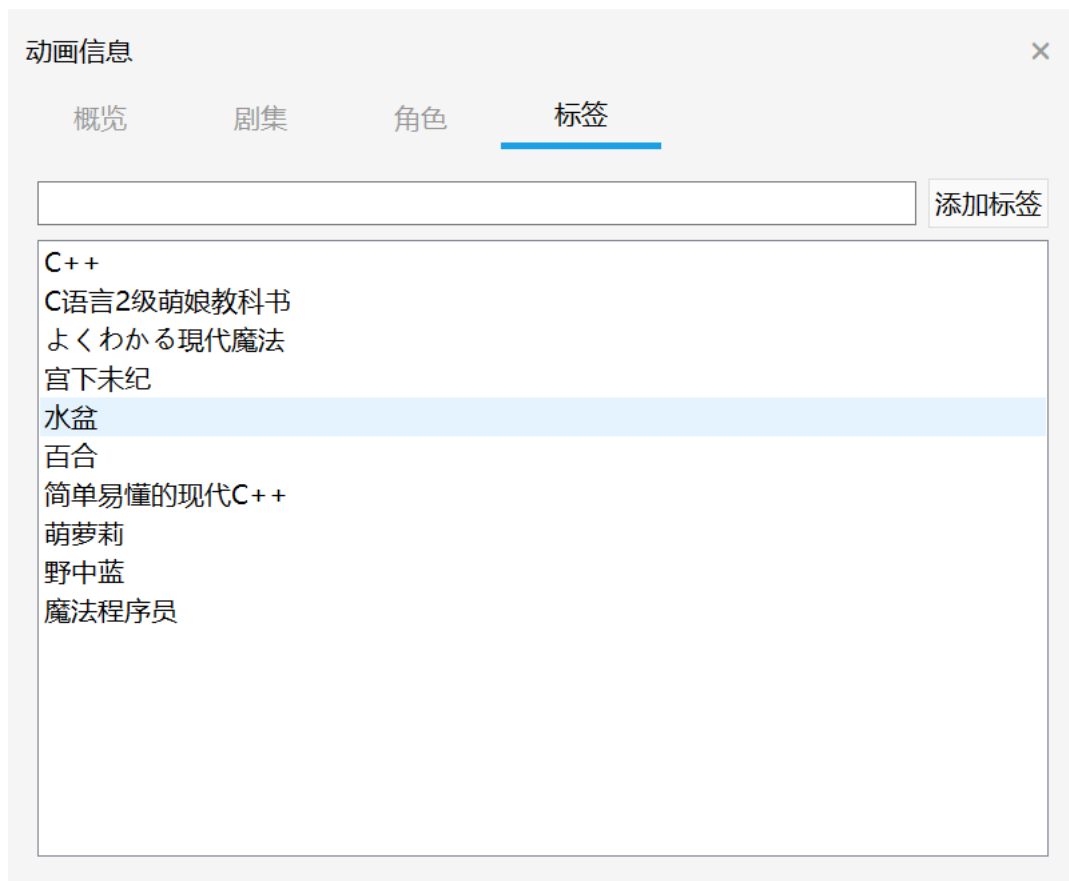 动画信息 ×
概览 剧集 角色 标签
添加标签
C++
C语言2级萌娘教科书
よくわかる現代魔法
宫下未纪
水盆
百合
简单易懂的现代C++
萌萝莉
野中蓝
魔法程序员